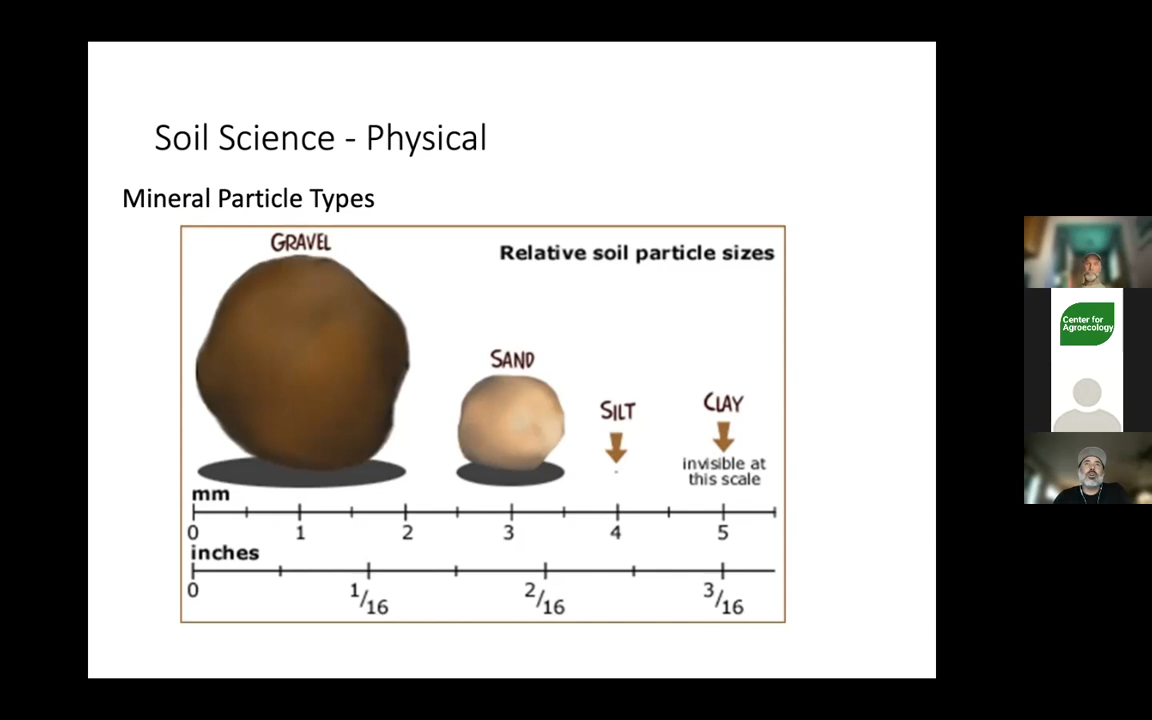 Soil Science - Physical
Mineral Particle Types
GRAVEL
Relative soil particle sizes
SAND
SILT
CLAY
invisible at
this scale
mm
0 1 2 3 4 5
inches
0 1/16 2/16 3/16
Center for
Agroecology